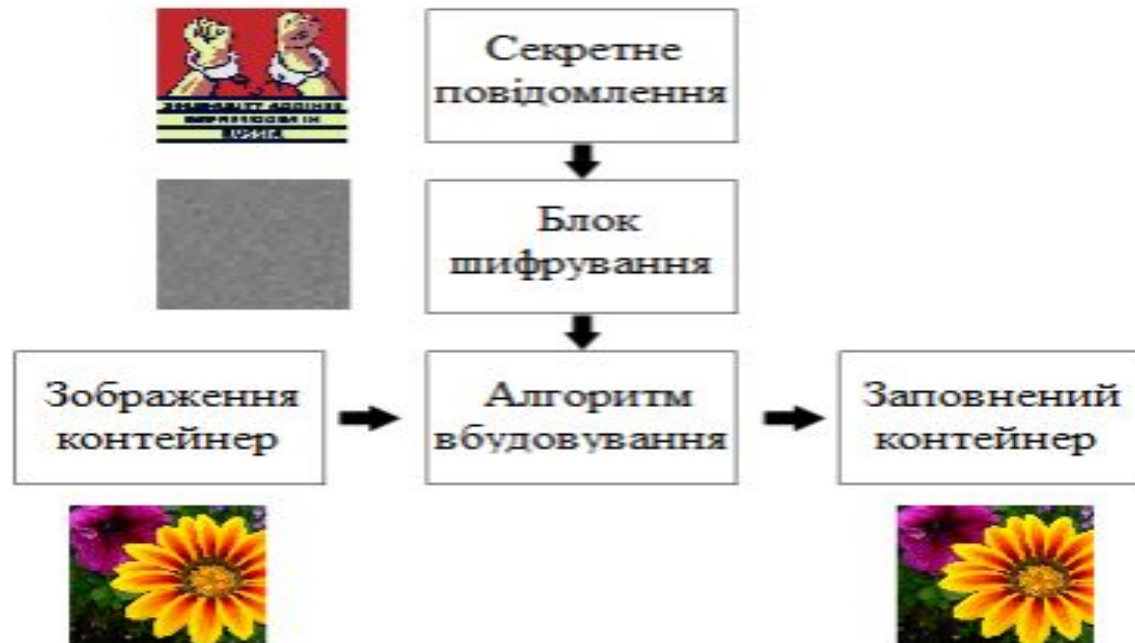 Секретне
повідомлення
Блок
шифрування
Зображення
контейнер
Алгоритм
вбудовування
Заповнений
контейнер